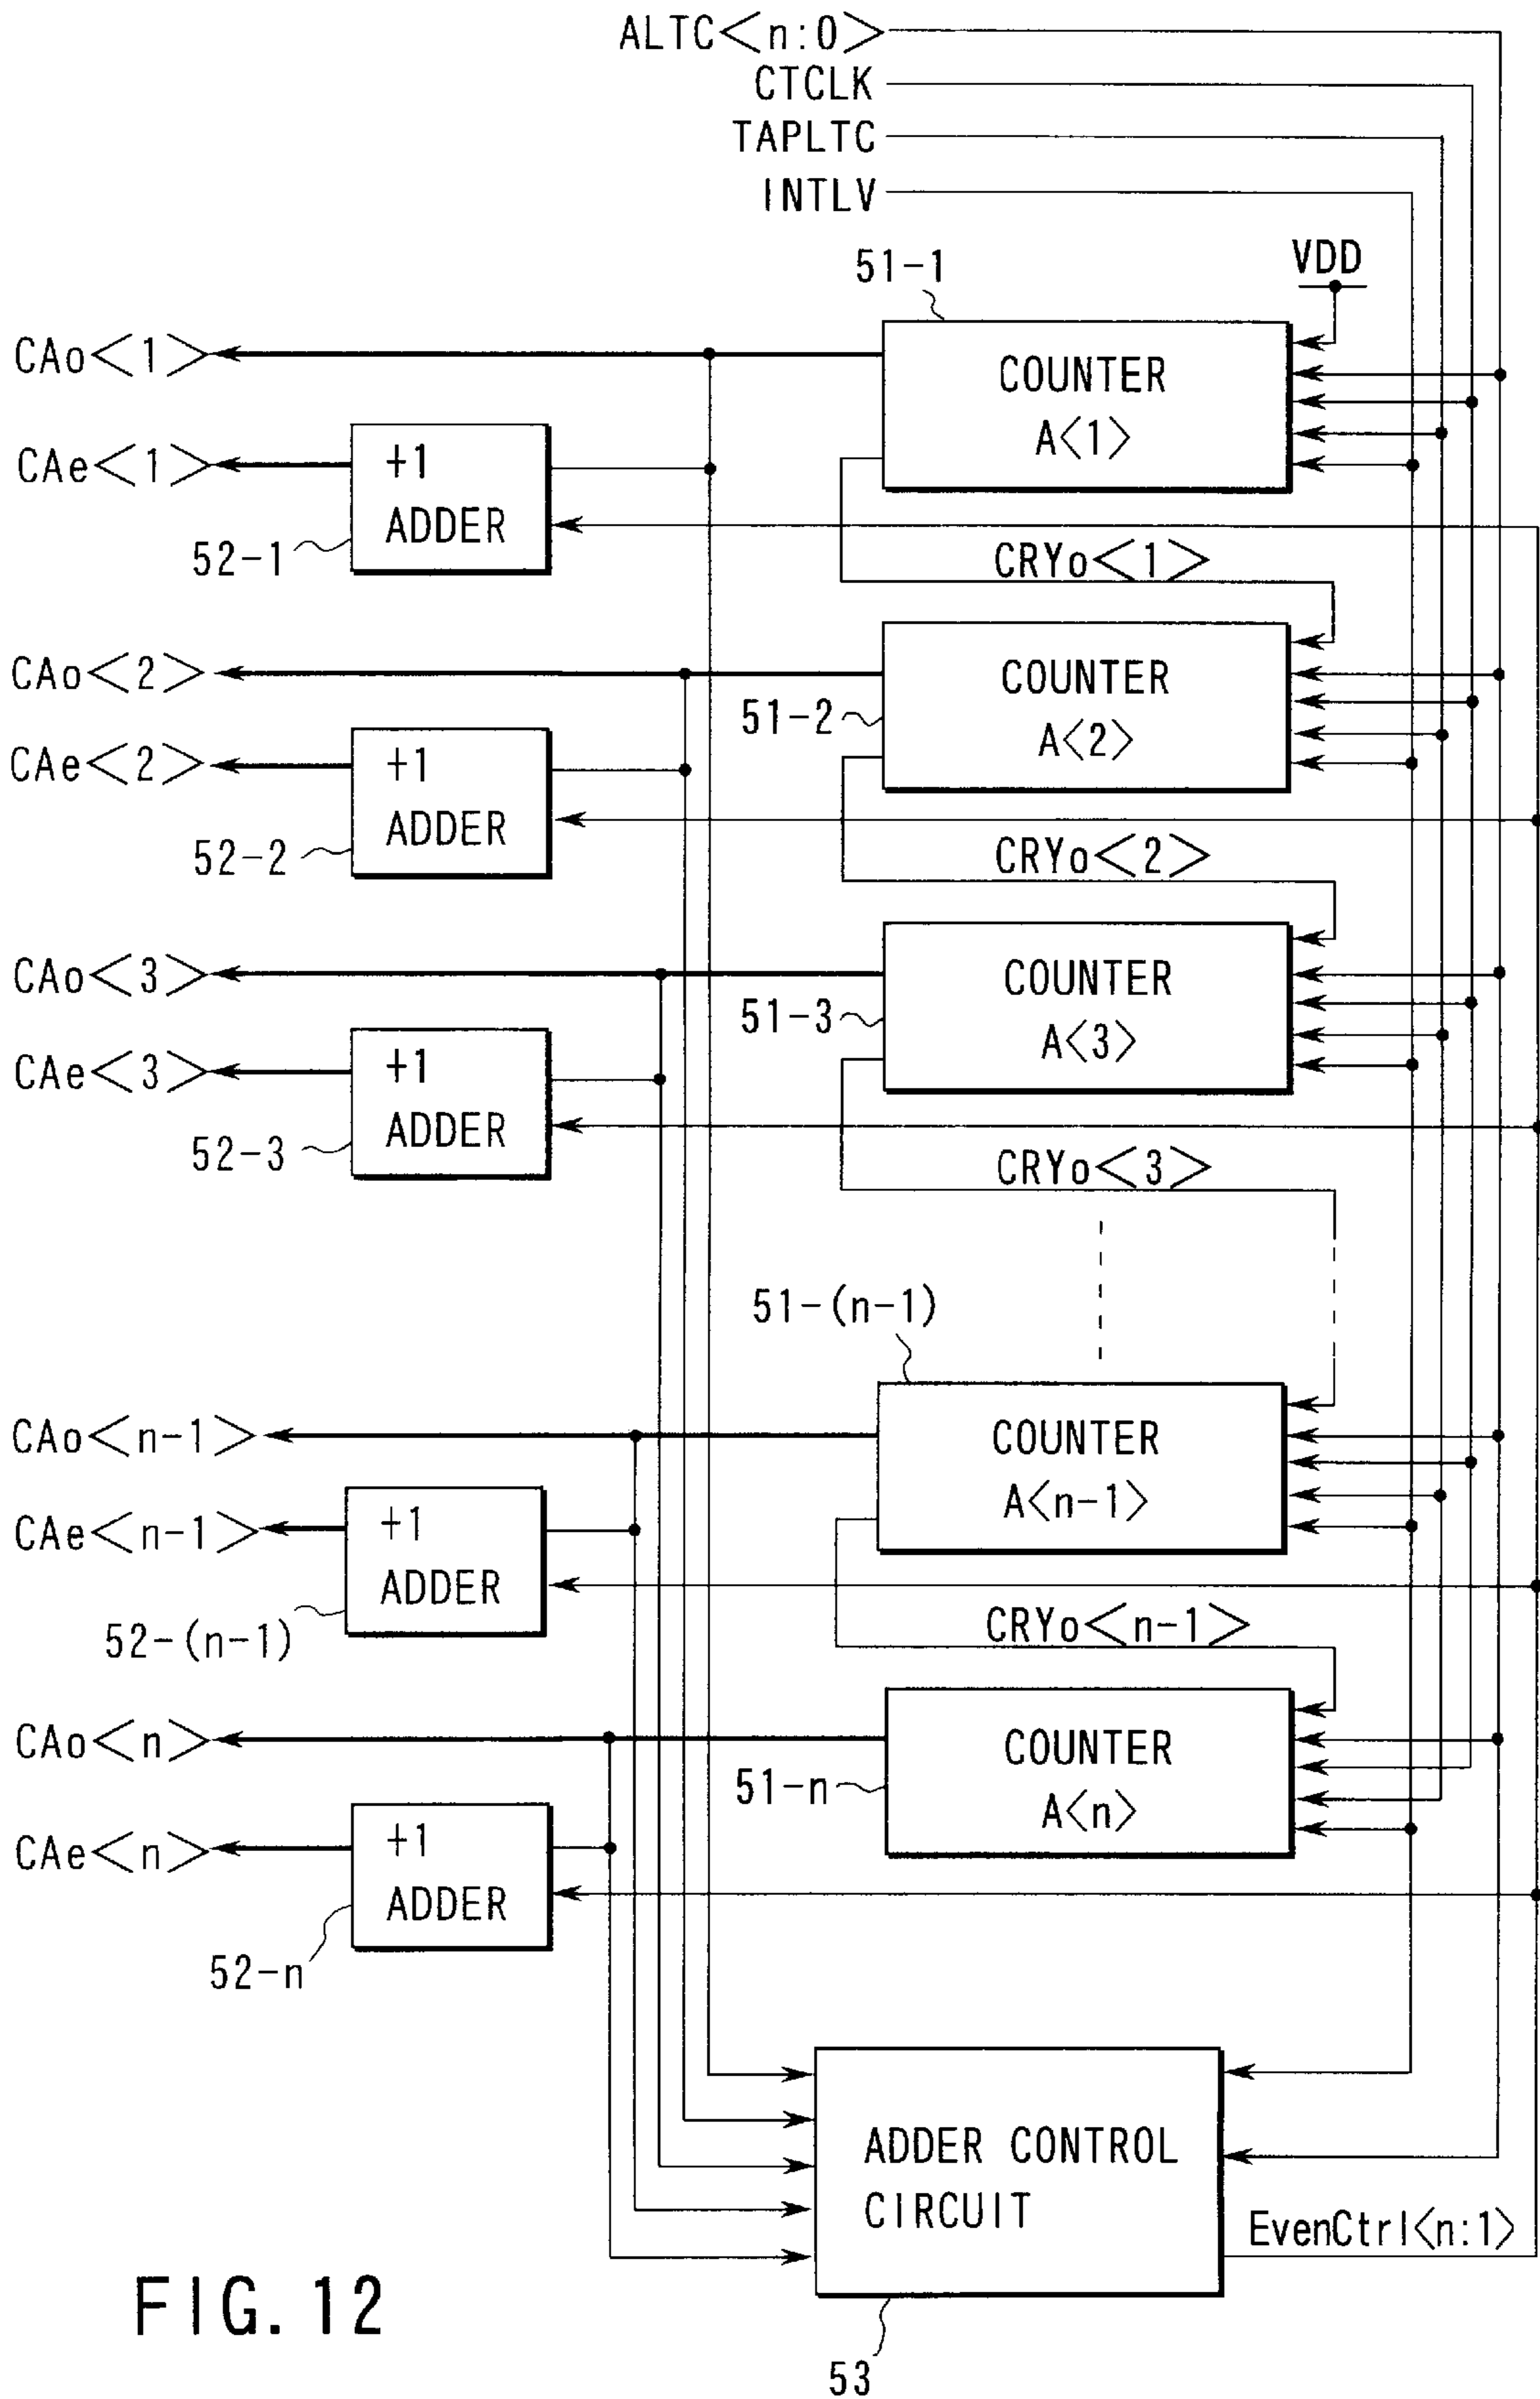 ALTC<n:0>
CTCLK
TAPLTC
INTLV
VDD
51-1
CAo<1>
COUNTER
A<1>
CAe<1>
+1
ADDER
52-1
CRYo<1>
CAo<2>
COUNTER
A<2>
51-2
CAe<2>
+1
ADDER
52-2
CRYo<2>
CAo<3>
COUNTER
A<3>
51-3
CAe<3>
+1
ADDER
52-3
CRYo<3>
51-(n-1)
CAo<n-1>
COUNTER
A<n-1>
CAe<n-1>
+1
ADDER
52-(n-1)
CRYo<n-1>
CAo<n>
COUNTER
A<n>
51-n
CAe<n>
+1
ADDER
52-n
ADDER CONTROL
CIRCUIT
EvenCtrl<n:1>
53
FIG. 12